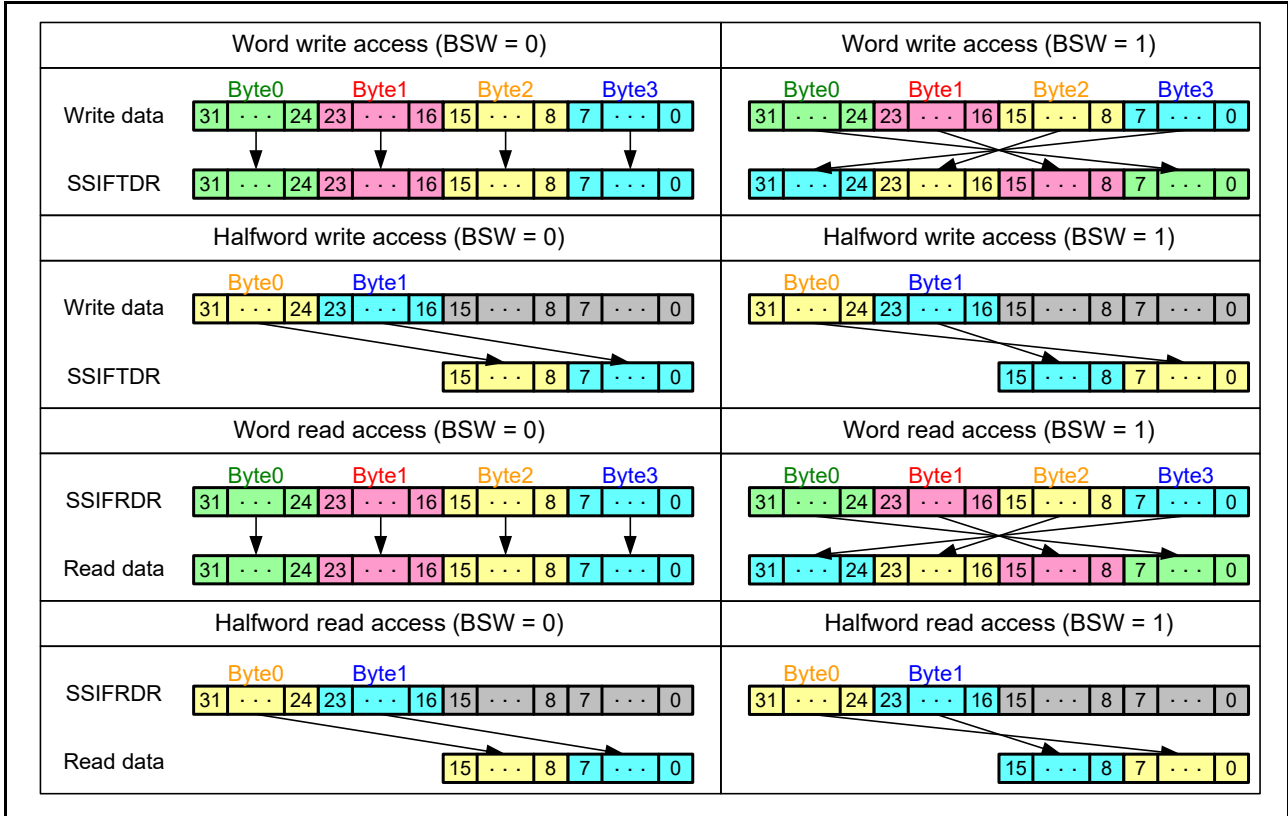 Word write access (BSW = 0) Word write access (BSW = 1)
Byte0 Byte1 Byte2 Byte3 Byte0 Byte1 Byte2 Byte3
Write data 31 · · · 24 23 · · · 16 15 · · · 8 7 · · · 0 31 · · · 24 23 · · · 16 15 · · · 8 7 · · · 0
SSIFTDR 31 · · · 24 23 · · · 16 15 · · · 8 7 · · · 0 31 · · · 24 23 · · · 16 15 · · · 8 7 · · · 0
Halfword write access (BSW = 0) Halfword write access (BSW = 1)
Byte0 Byte1 Byte0 Byte1
Write data 31 · · · 24 23 · · · 16 15 · · · 8 7 · · · 0 31 · · · 24 23 · · · 16 15 · · · 8 7 · · · 0
SSIFTDR 15 · · · 8 7 · · · 0 15 · · · 8 7 · · · 0
Word read access (BSW = 0) Word read access (BSW = 1)
Byte0 Byte1 Byte2 Byte3 Byte0 Byte1 Byte2 Byte3
SSIFRDR 31 · · · 24 23 · · · 16 15 · · · 8 7 · · · 0 31 · · · 24 23 · · · 16 15 · · · 8 7 · · · 0
Read data 31 · · · 24 23 · · · 16 15 · · · 8 7 · · · 0 31 · · · 24 23 · · · 16 15 · · · 8 7 · · · 0
Halfword read access (BSW = 0) Halfword read access (BSW = 1)
Byte0 Byte1 Byte0 Byte1
SSIFRDR 31 · · · 24 23 · · · 16 15 · · · 8 7 · · · 0 31 · · · 24 23 · · · 16 15 · · · 8 7 · · · 0
Read data 15 · · · 8 7 · · · 0 15 · · · 8 7 · · · 0